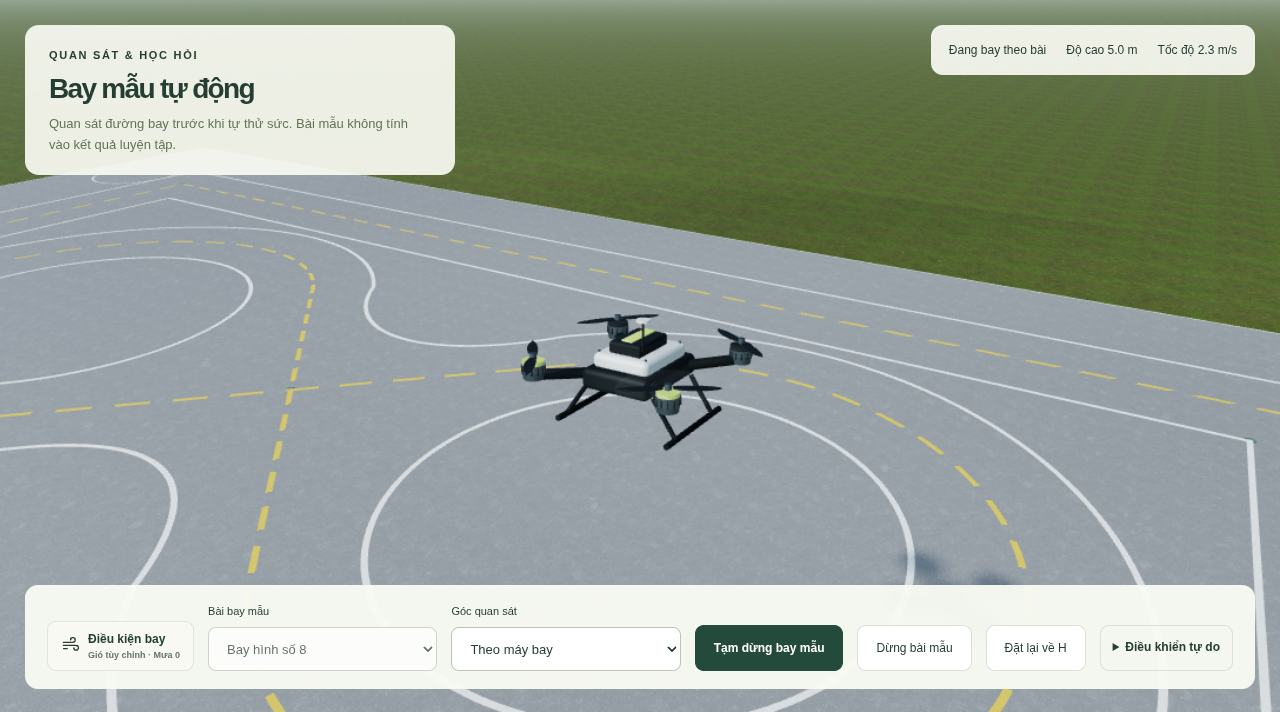 QUAN SÁT & HỌC HỎI
Bay mẫu tự động
Quan sát đường bay trước khi tự thử sức. Bài mẫu không tính
vào kết quả luyện tập.
Đang bay theo bài
Độ cao 5.0 m
Tốc độ 2.3 m/s
Điều kiện bay
Gió tùy chỉnh · Mưa 0
Bài bay mẫu
Bay hình số 8
Góc quan sát
Theo máy bay
Tạm dừng bay mẫu
Dừng bài mẫu
Đặt lại về H
Điều khiển tự do